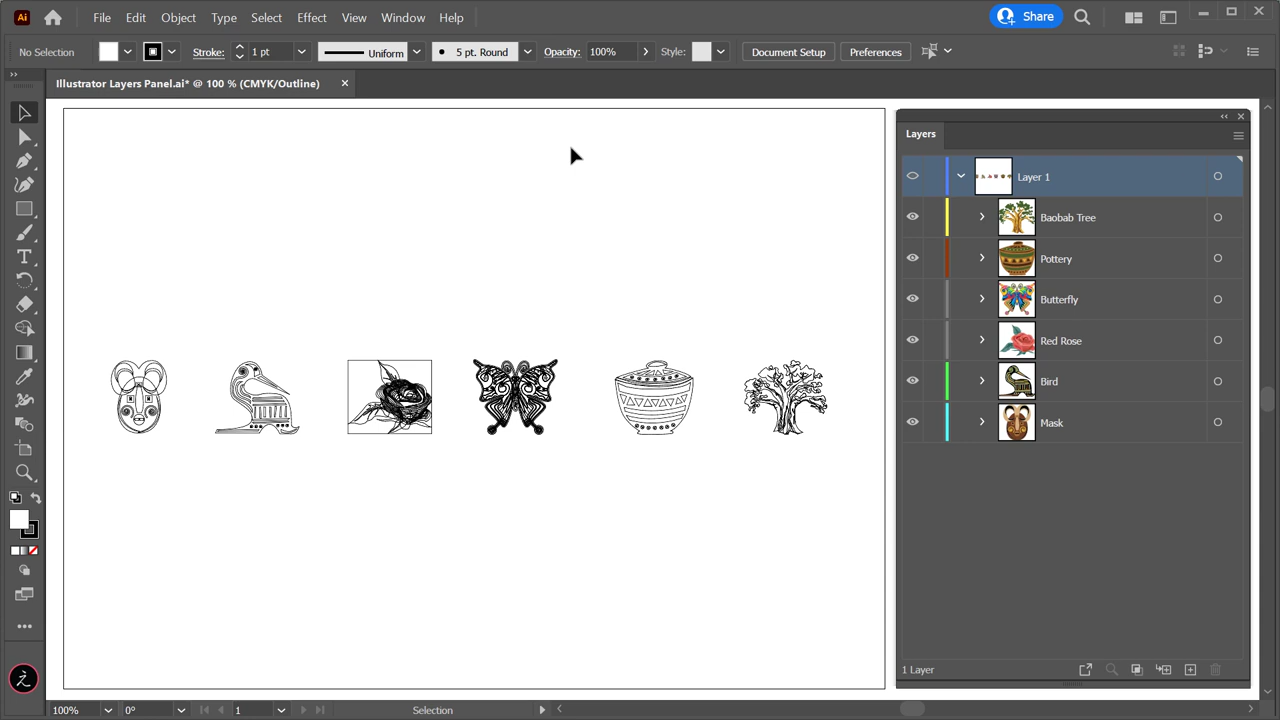 Ai File Edit Object Type Select Effect View Window Help Share
No Selection Stroke: 1 pt Uniform 5 pt. Round Opacity: 100% Style: Document Setup Preferences
Illustrator Layers Panel.ai* @ 100 % (CMYK/Outline)
Layers
Layer 1
Baobab Tree
Pottery
Butterfly
Red Rose
Bird
Mask
1 Layer
100% 0° 1 Selection